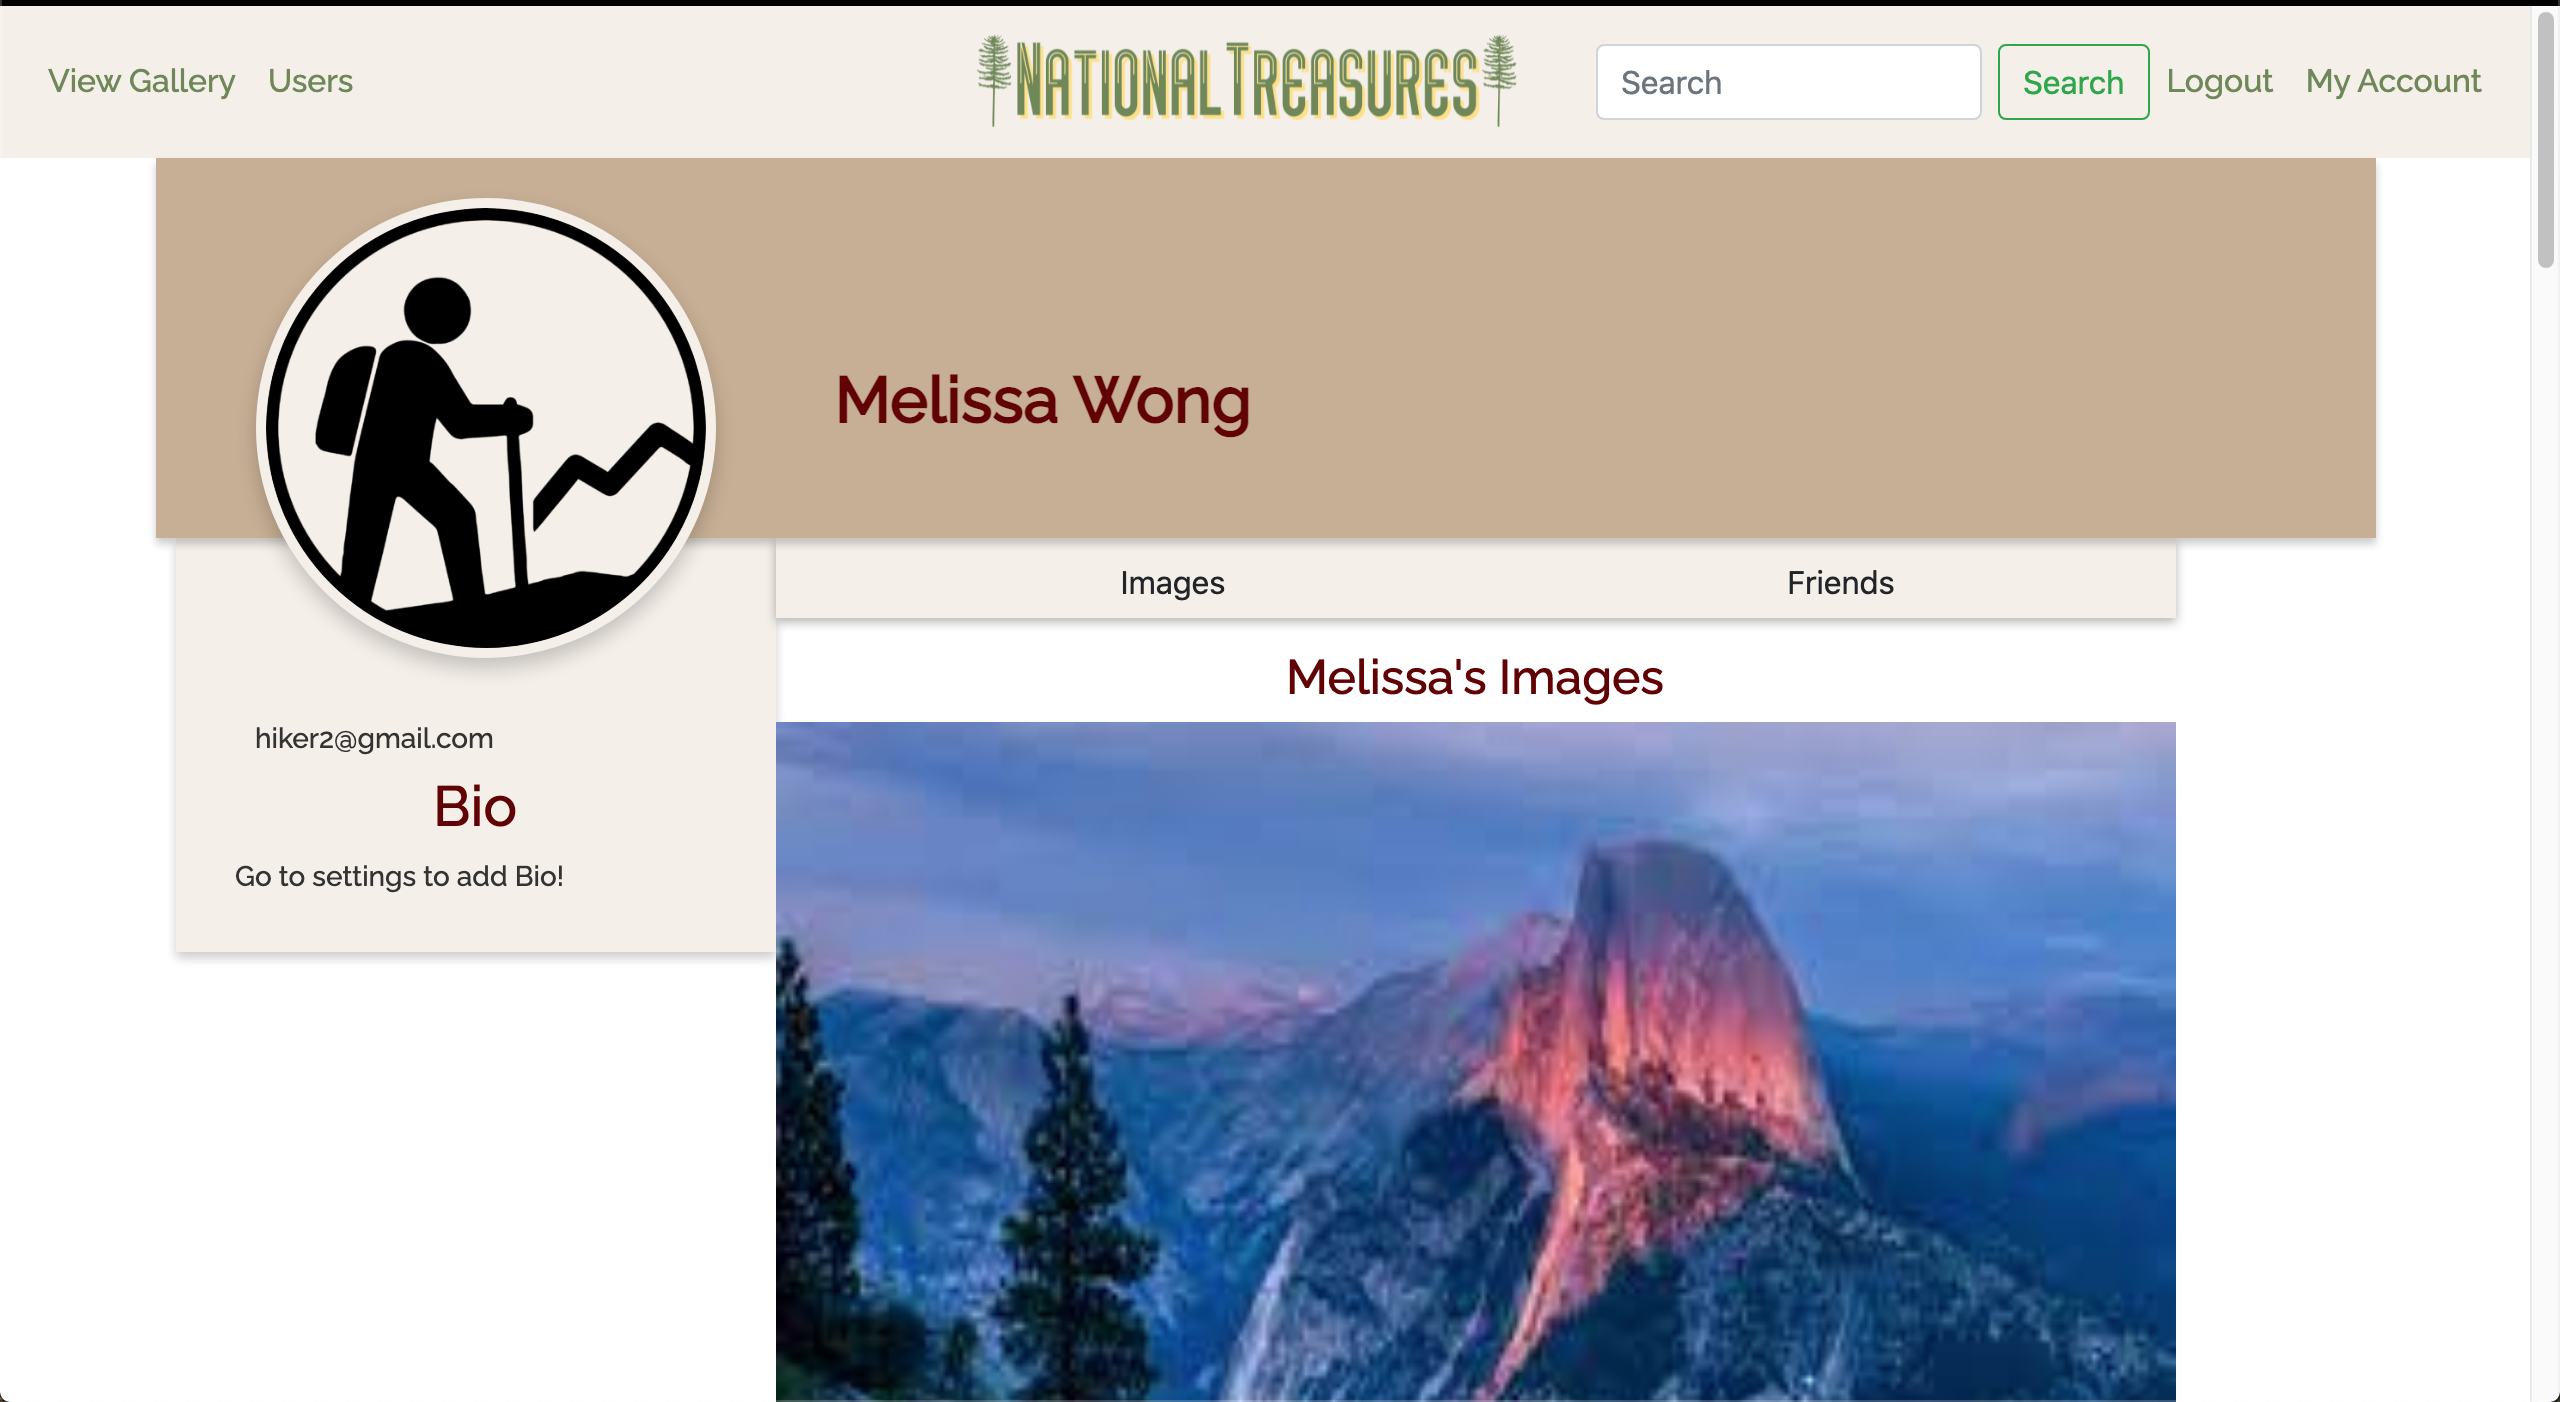 View Gallery Users NATIONAL TREASURES Search Search Logout My Account
Melissa Wong
Images Friends
Melissa's Images
hiker2@gmail.com
Bio
Go to settings to add Bio!